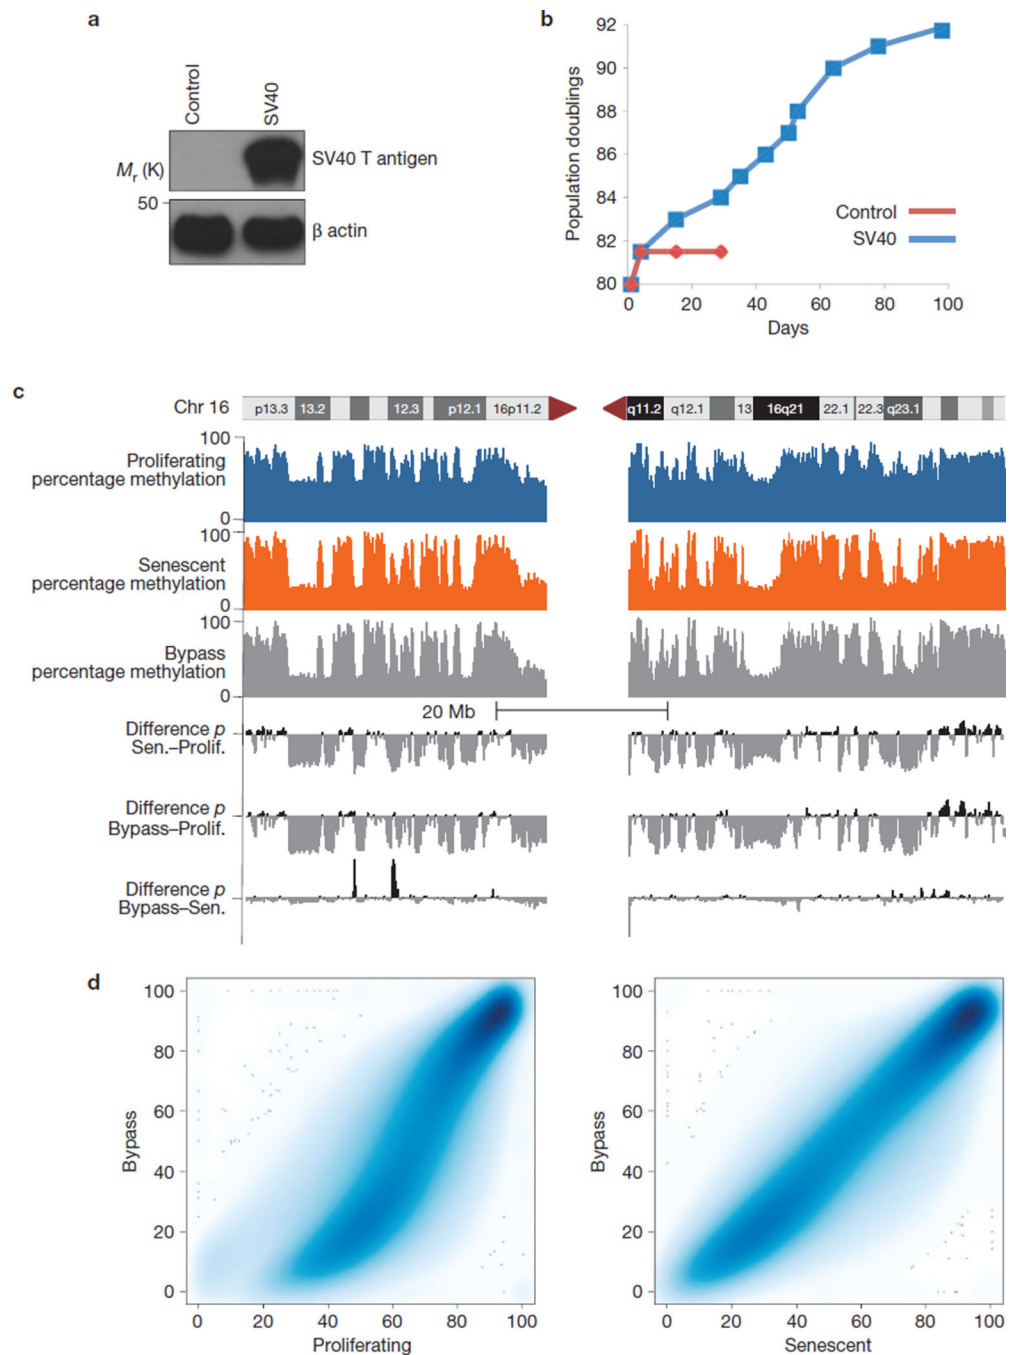 a
Control
SV40
SV40 T antigen
Mr (K)
50
β actin
b
Population doublings
92
90
88
86
84
82
80
0 20 40 60 80 100
Days
Control
SV40
c
Chr 16
p13.3 13.2 12.3 p12.1 16p11.2
q11.2 q12.1 13 16q21 22.1 22.3 q23.1
100
Proliferating
percentage methylation
0
100
Senescent
percentage methylation
0
100
Bypass
percentage methylation
0
20 Mb
Difference p
Sen.–Prolif.
Difference p
Bypass–Prolif.
Difference p
Bypass–Sen.
d
Bypass
100
80
60
40
20
0
0 20 40 60 80 100
Proliferating
Bypass
100
80
60
40
20
0
0 20 40 60 80 100
Senescent